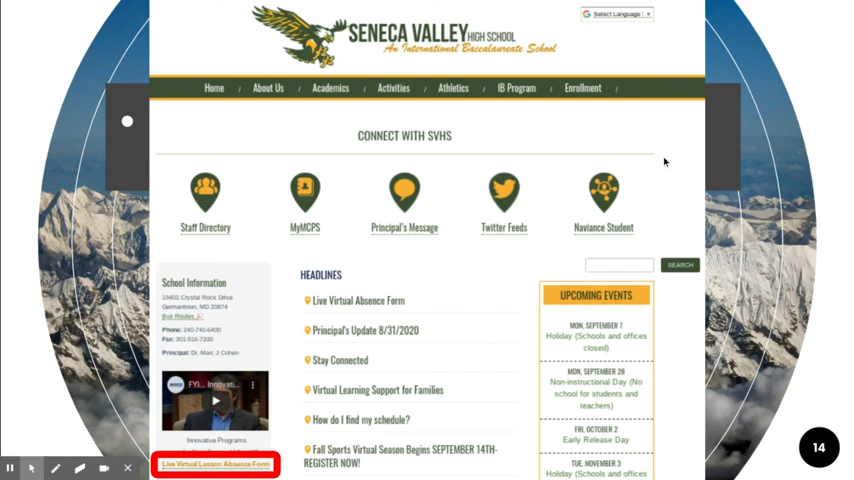 SENECA VALLEY HIGH SCHOOL
An International Baccalaureate School
Select Language
Home / About Us / Academics / Activities / Athletics / IB Program / Enrollment /
CONNECT WITH SVHS
Staff Directory
MyMCPS
Principal's Message
Twitter Feeds
Naviance Student
School Information
19401 Crystal Rock Drive
Germantown, MD 20874
Bus Routes
Phone: 240-740-6400
Fax: 301-516-7330
Principal: Dr. Marc J Cohen
FYI... Innovati...
Innovative Programs
Live Virtual Lesson Absence Form
HEADLINES
Live Virtual Absence Form
Principal's Update 8/31/2020
Stay Connected
Virtual Learning Support for Families
How do I find my schedule?
Fall Sports Virtual Season Begins SEPTEMBER 14TH-
REGISTER NOW!
SEARCH
UPCOMING EVENTS
MON, SEPTEMBER 7
Holiday (Schools and offices
closed)
MON, SEPTEMBER 28
Non-instructional Day (No
school for students and
teachers)
FRI, OCTOBER 2
Early Release Day
TUE, NOVEMBER 3
Holiday (Schools and offices
14